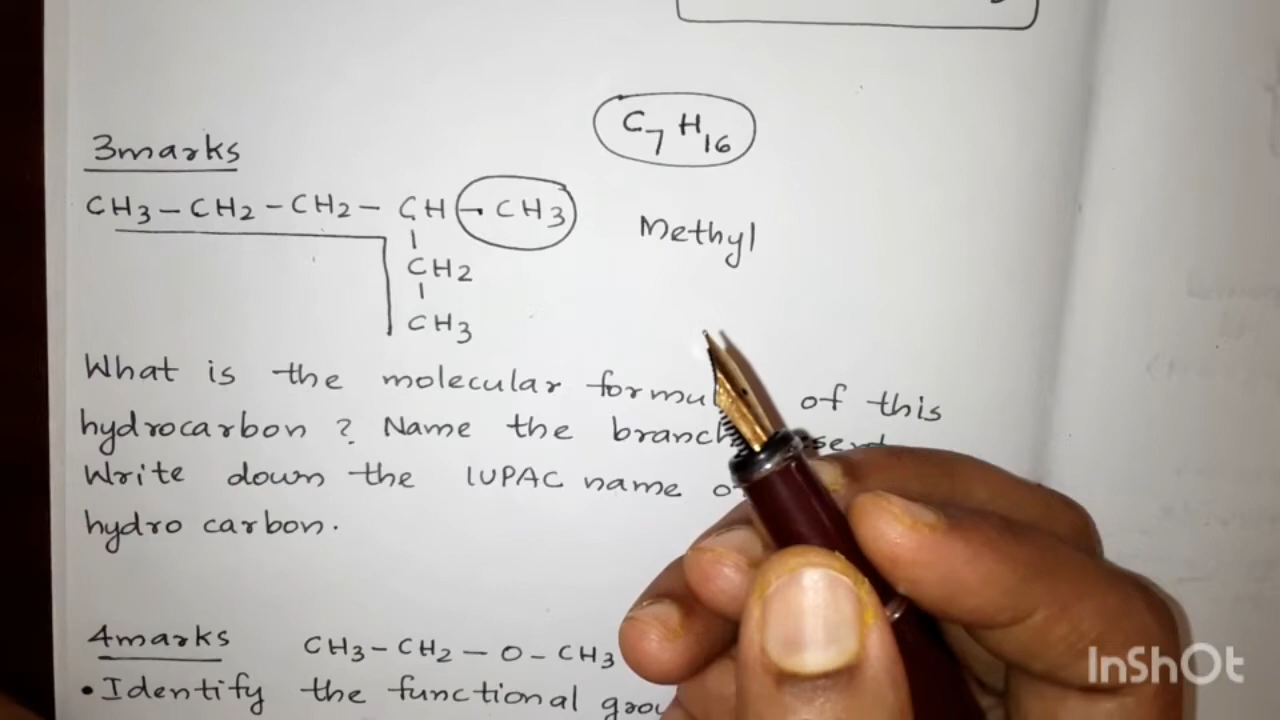 C7H16
3marks
CH3 – CH2 – CH2 – CH – CH3
Methyl
CH2
CH3
What is the molecular of this
hydrocarbon ? Name the
Write down the IUPAC name
hydro carbon.
4marks CH3 – CH2 – O – CH3
• Identify the functional
InShOt